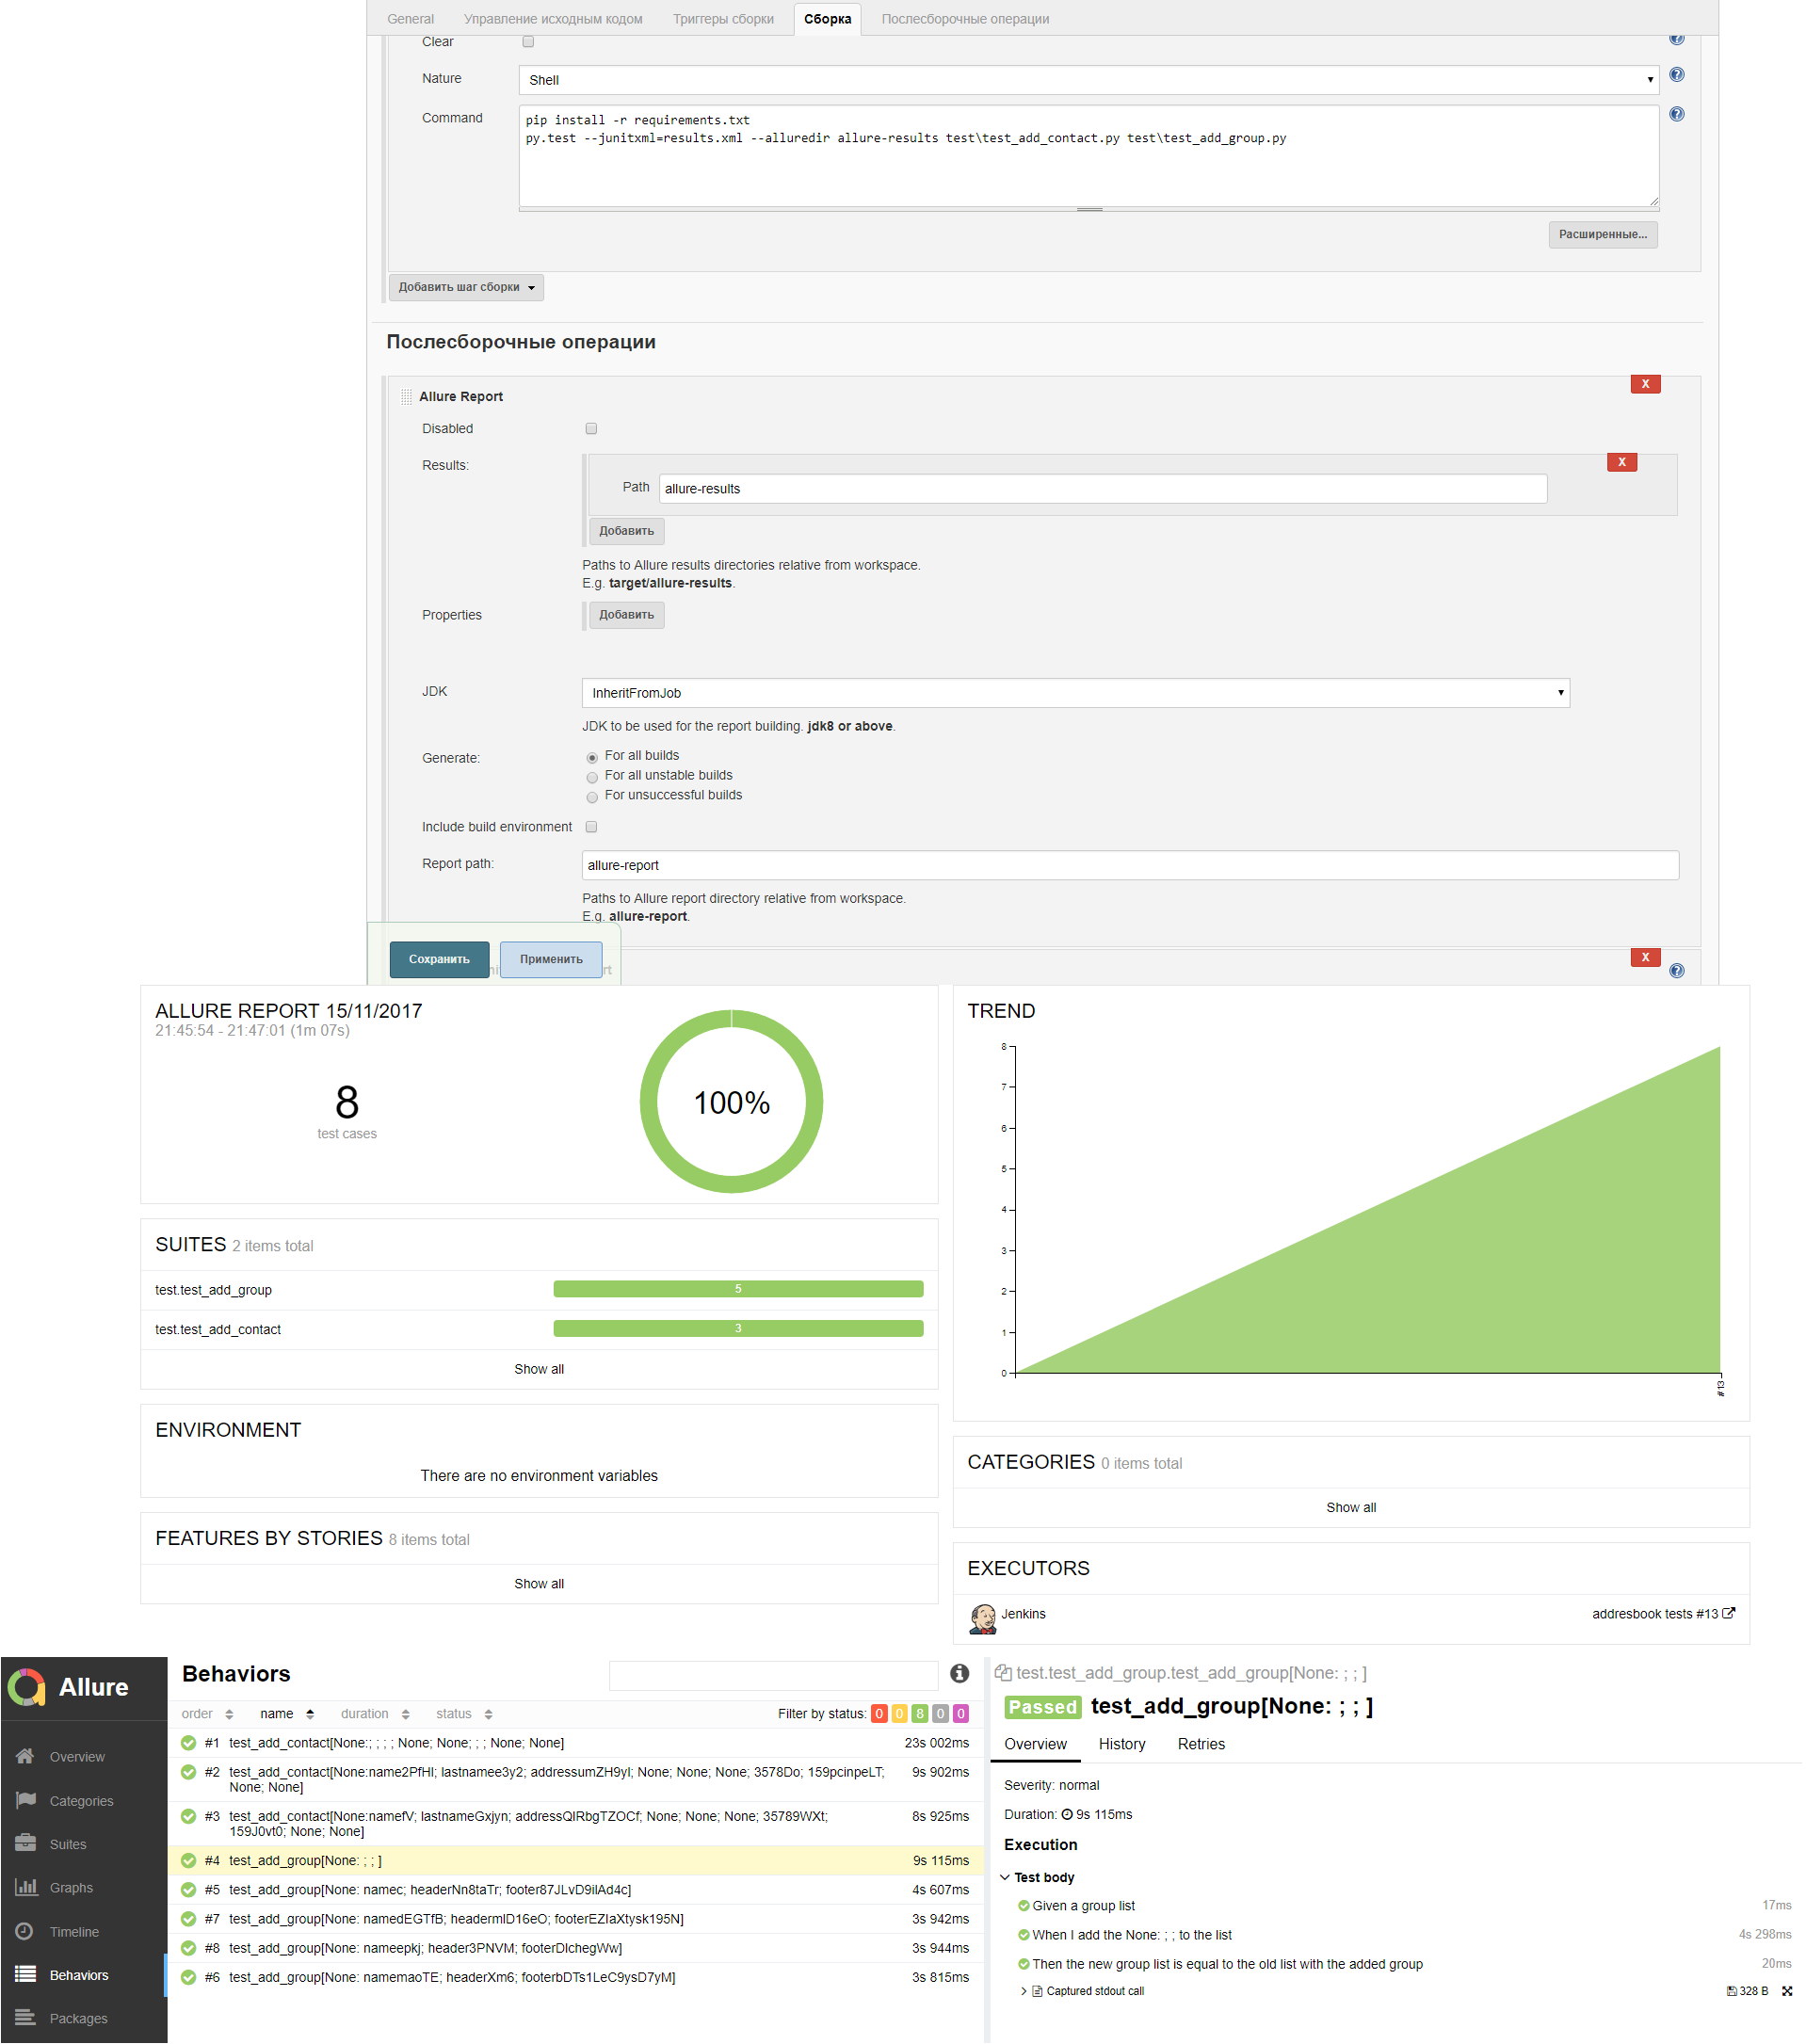 General Управление исходным кодом Триггеры сборки Сборка Послесборочные операции
Clear
Nature Shell
Command
pip install -r requirements.txt
py.test --junitxml=results.xml --alluredir allure-results test\test_add_contact.py test\test_add_group.py
Расширенные...
Добавить шаг сборки
Послесборочные операции
X
Allure Report
Disabled
Results:
X
Path allure-results
Добавить
Paths to Allure results directories relative from workspace.
E.g. target/allure-results.
Properties Добавить
JDK InheritFromJob
JDK to be used for the report building. jdk8 or above.
Generate: For all builds
For all unstable builds
For unsuccessful builds
Include build environment
Report path: allure-report
Paths to Allure report directory relative from workspace.
E.g. allure-report.
X
Сохранить Применить
ALLURE REPORT 15/11/2017
21:45:54 - 21:47:01 (1m 07s)
8
test cases
100%
SUITES 2 items total
test.test_add_group 5
test.test_add_contact 3
Show all
ENVIRONMENT
There are no environment variables
FEATURES BY STORIES 8 items total
Show all
TREND
8
7
6
5
4
3
2
1
0
#13
CATEGORIES 0 items total
Show all
EXECUTORS
Jenkins addresbook tests #13
Allure
Overview
Categories
Suites
Graphs
Timeline
Behaviors
Packages
Behaviors
order name duration status Filter by status: 0 0 8 0 0
#1 test_add_contact[None:; ; ; ; None; None; ; ; None; None] 23s 002ms
#2 test_add_contact[None:name2PfHI; lastnamee3y2; addressumZH9yl; None; None; None; 3578Do; 159pcinpeLT; 9s 902ms
None; None]
#3 test_add_contact[None:namefV; lastnameGxjyn; addressQIRbgTZOCf; None; None; None; 35789WXt; 8s 925ms
159J0vt0; None; None]
#4 test_add_group[None: ; ; ] 9s 115ms
#5 test_add_group[None: namec; headerNn8taTr; footer87JLvD9iIAd4c] 4s 607ms
#7 test_add_group[None: namedEGTfB; headermID16eO; footerEZIaXtysk195N] 3s 942ms
#8 test_add_group[None: nameepkj; header3PNVM; footerDIchegWw] 3s 944ms
#6 test_add_group[None: namemaoTE; headerXm6; footerbDTs1LeC9ysD7yM] 3s 815ms
test.test_add_group.test_add_group[None: ; ; ]
Passed test_add_group[None: ; ; ]
Overview History Retries
Severity: normal
Duration: 9s 115ms
Execution
Test body
Given a group list 17ms
When I add the None: ; ; to the list 4s 298ms
Then the new group list is equal to the old list with the added group 20ms
Captured stdout call 328 B